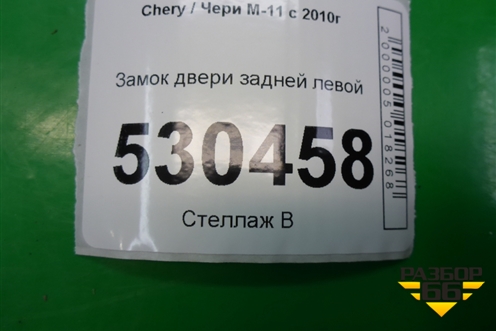 Chery / Чери М-11 с 2010г
Замок двери задней левой
530458
Стеллаж В
2000005018268
РАЗБОР
66